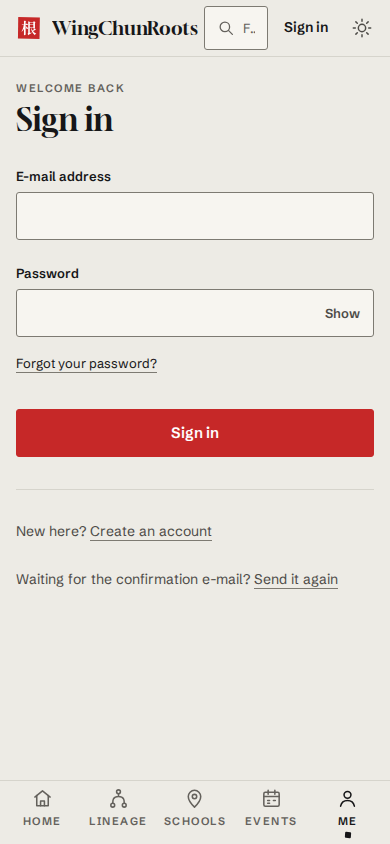 根 WingChunRoots F.. Sign in
WELCOME BACK
Sign in
E-mail address
Password
Show
Forgot your password?
Sign in
New here? Create an account
Waiting for the confirmation e-mail? Send it again
HOME LINEAGE SCHOOLS EVENTS ME